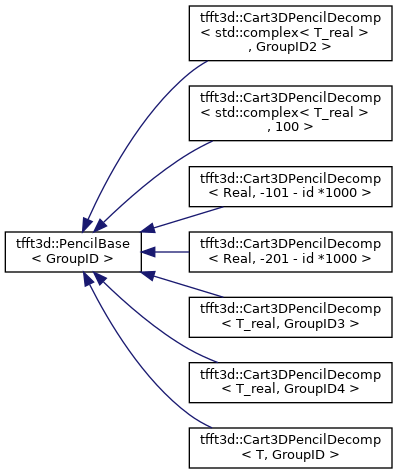 tfft3d::Cart3DPencilDecomp
< std::complex< T_real >
, GroupID2 >
tfft3d::Cart3DPencilDecomp
< std::complex< T_real >
, 100 >
tfft3d::Cart3DPencilDecomp
< Real, -101 - id *1000 >
tfft3d::PencilBase
< GroupID >
tfft3d::Cart3DPencilDecomp
< Real, -201 - id *1000 >
tfft3d::Cart3DPencilDecomp
< T_real, GroupID3 >
tfft3d::Cart3DPencilDecomp
< T_real, GroupID4 >
tfft3d::Cart3DPencilDecomp
< T, GroupID >